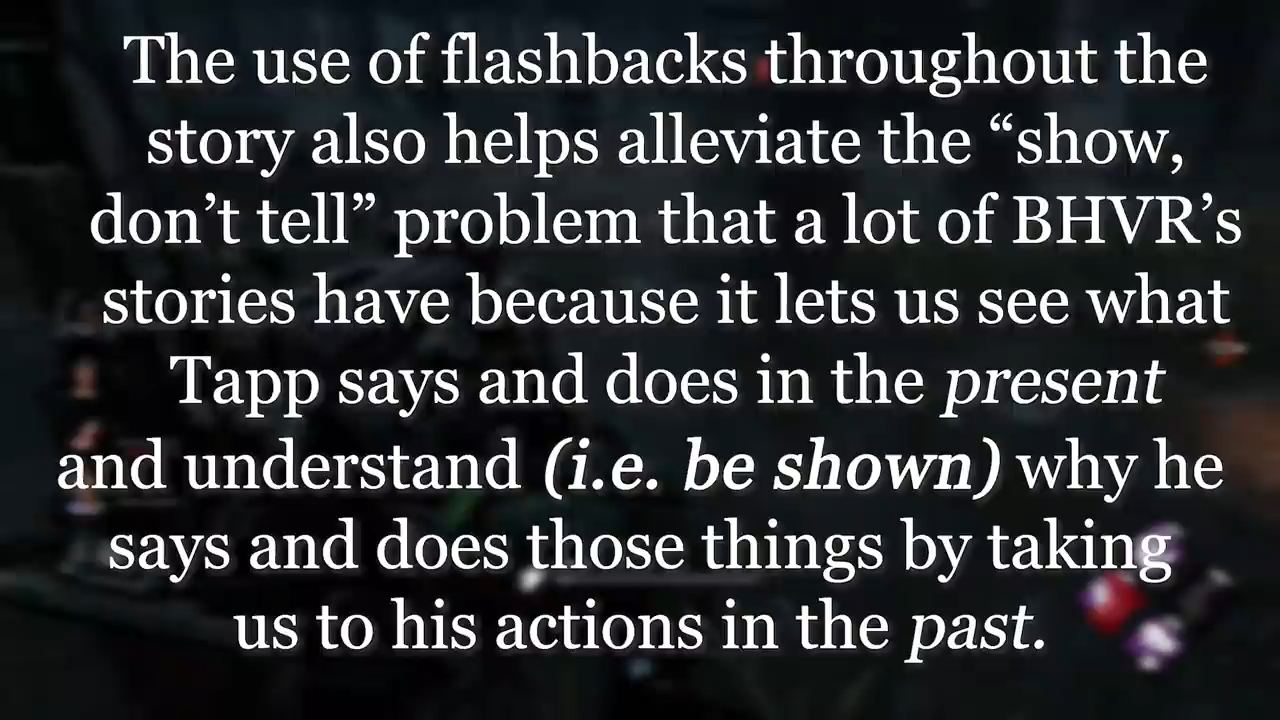 The use of flashbacks throughout the
story also helps alleviate the “show,
don’t tell” problem that a lot of BHVR’s
stories have because it lets us see what
Tapp says and does in the present
and understand (i.e. be shown) why he
says and does those things by taking
us to his actions in the past.